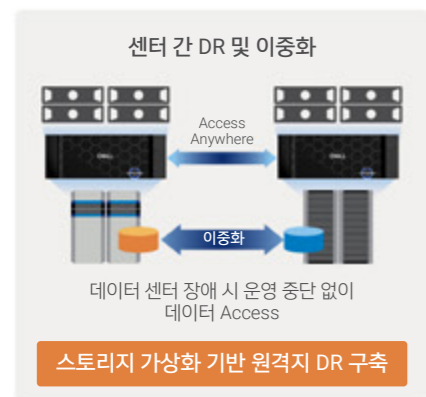 센터 간 DR 및 이중화
Access
Anywhere
DELL
이중화
데이터 센터 장애 시 운영 중단 없이
데이터 Access
스토리지 가상화 기반 원격지 DR 구축